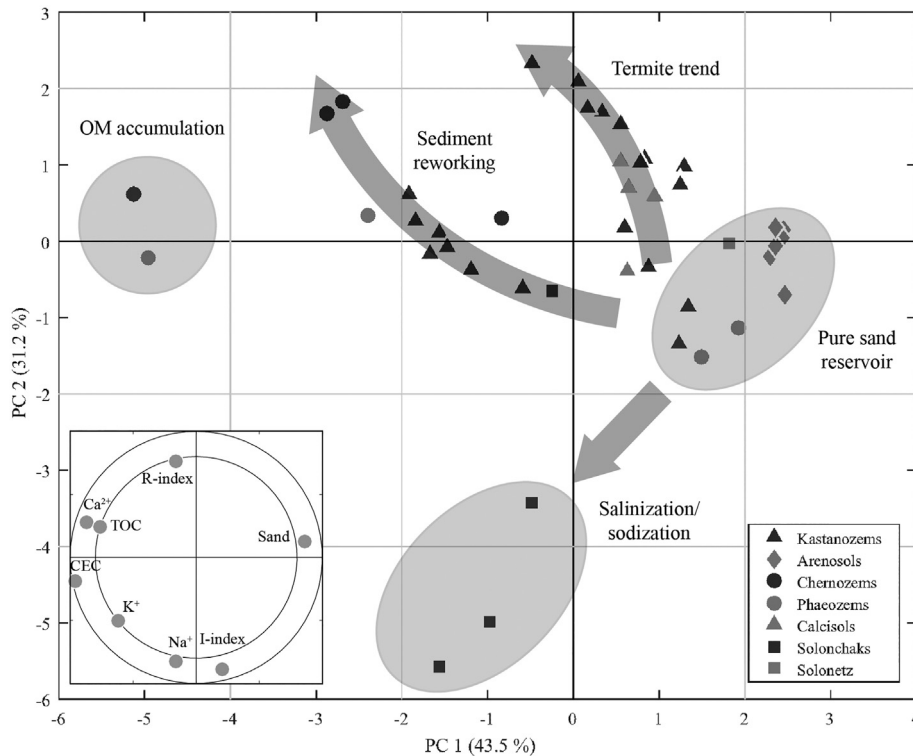 3
2
1
0
-1
-2
-3
-4
-5
-6
PC 2 (31.2 %)
OM accumulation
Sediment
reworking
Termite trend
Pure sand
reservoir
Salinization/
sodization
R-index
Ca²⁺
TOC
Sand
CEC
K⁺
Na⁺
I-index
Kastanozems
Arenosols
Chernozems
Phaeozems
Calcisols
Solonchaks
Solonetz
-6 -5 -4 -3 -2 -1 0 1 2 3 4
PC 1 (43.5 %)